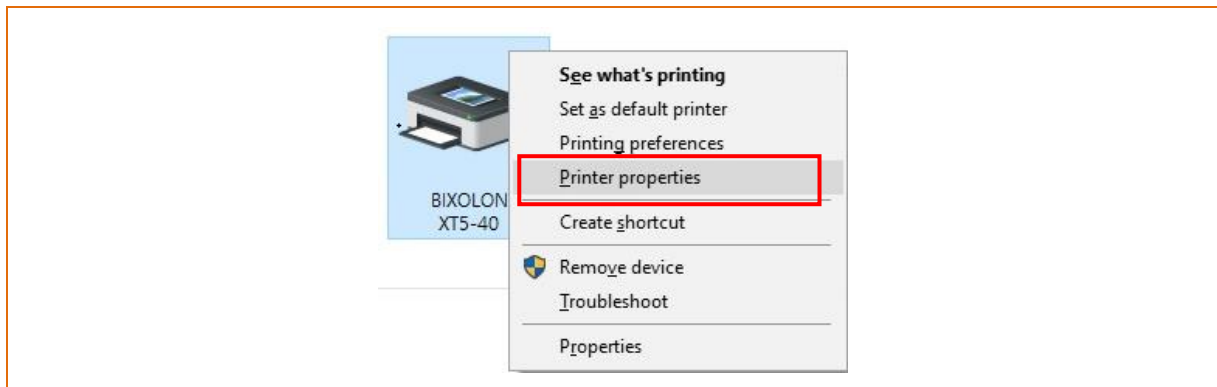 BIXOLON
XT5-40
See what's printing
Set as default printer
Printing preferences
Printer properties
Create shortcut
Remove device
Troubleshoot
Properties